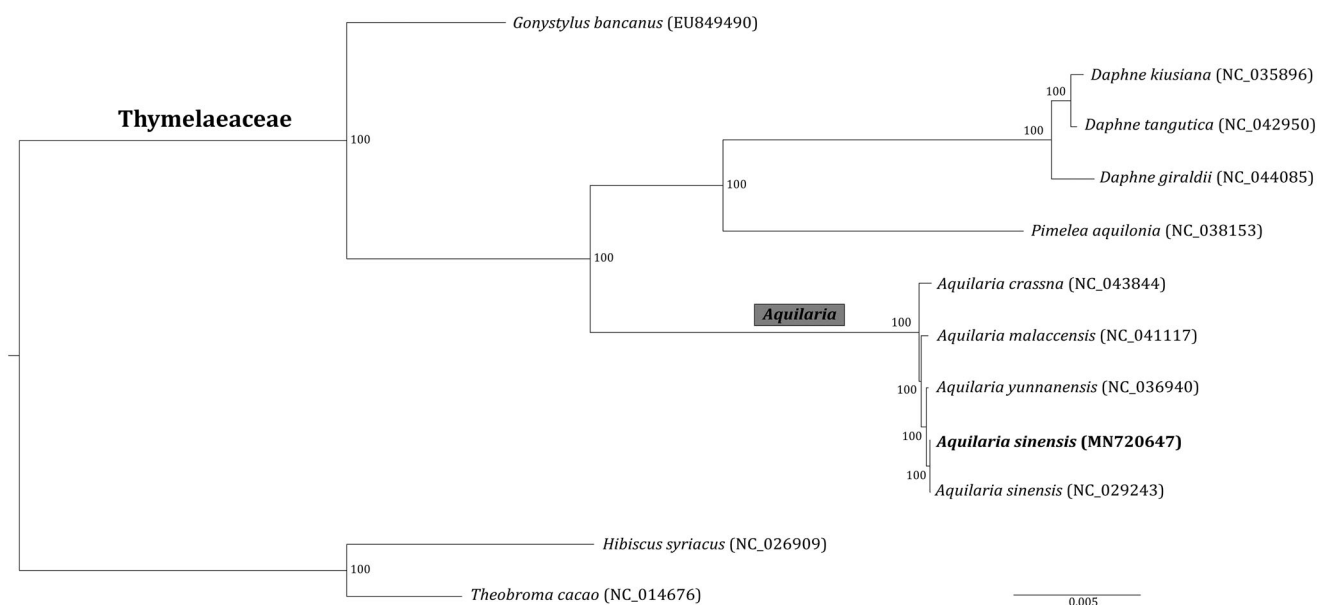 Gonystylus bancanus (EU849490)
Daphne kiusiana (NC_035896)
100
Thymelaeaceae
Daphne tangutica (NC_042950)
100
100
Daphne giraldii (NC_044085)
100
Pimelea aquilonia (NC_038153)
100
Aquilaria crassna (NC_043844)
Aquilaria
100
Aquilaria malaccensis (NC_041117)
Aquilaria yunnanensis (NC_036940)
100
100
Aquilaria sinensis (MN720647)
100
Aquilaria sinensis (NC_029243)
Hibiscus syriacus (NC_026909)
100
Theobroma cacao (NC_014676)
0.005